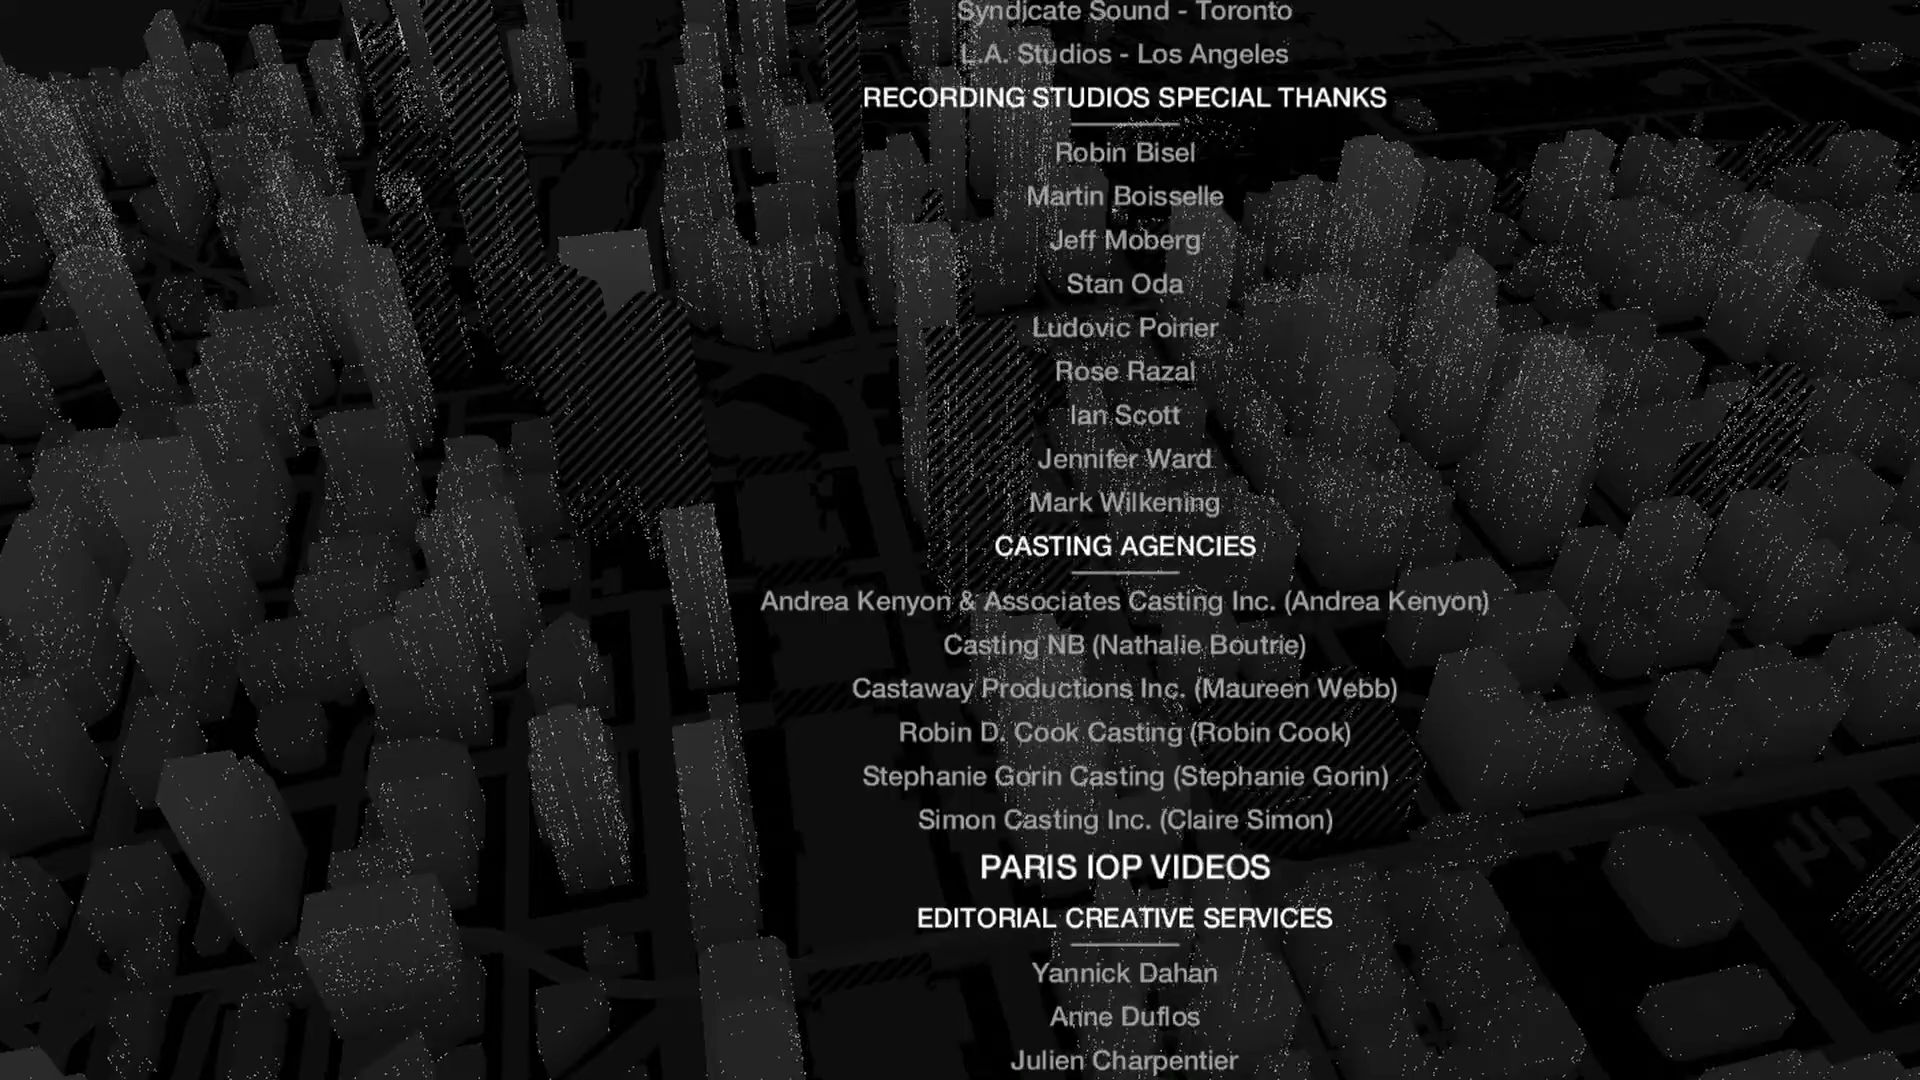 Syndicate Sound - Toronto
L.A. Studios - Los Angeles
RECORDING STUDIOS SPECIAL THANKS
Robin Bisel
Martin Boisselle
Jeff Moberg
Stan Oda
Ludovic Poirier
Rose Razal
Ian Scott
Jennifer Ward
Mark Wilkening
CASTING AGENCIES
Andrea Kenyon & Associates Casting Inc. (Andrea Kenyon)
Casting NB (Nathalie Boutrie)
Castaway Productions Inc. (Maureen Webb)
Robin D. Cook Casting (Robin Cook)
Stephanie Gorin Casting (Stephanie Gorin)
Simon Casting Inc. (Claire Simon)
PARIS IOP VIDEOS
EDITORIAL CREATIVE SERVICES
Yannick Dahan
Anne Duflos
Julien Charpentier